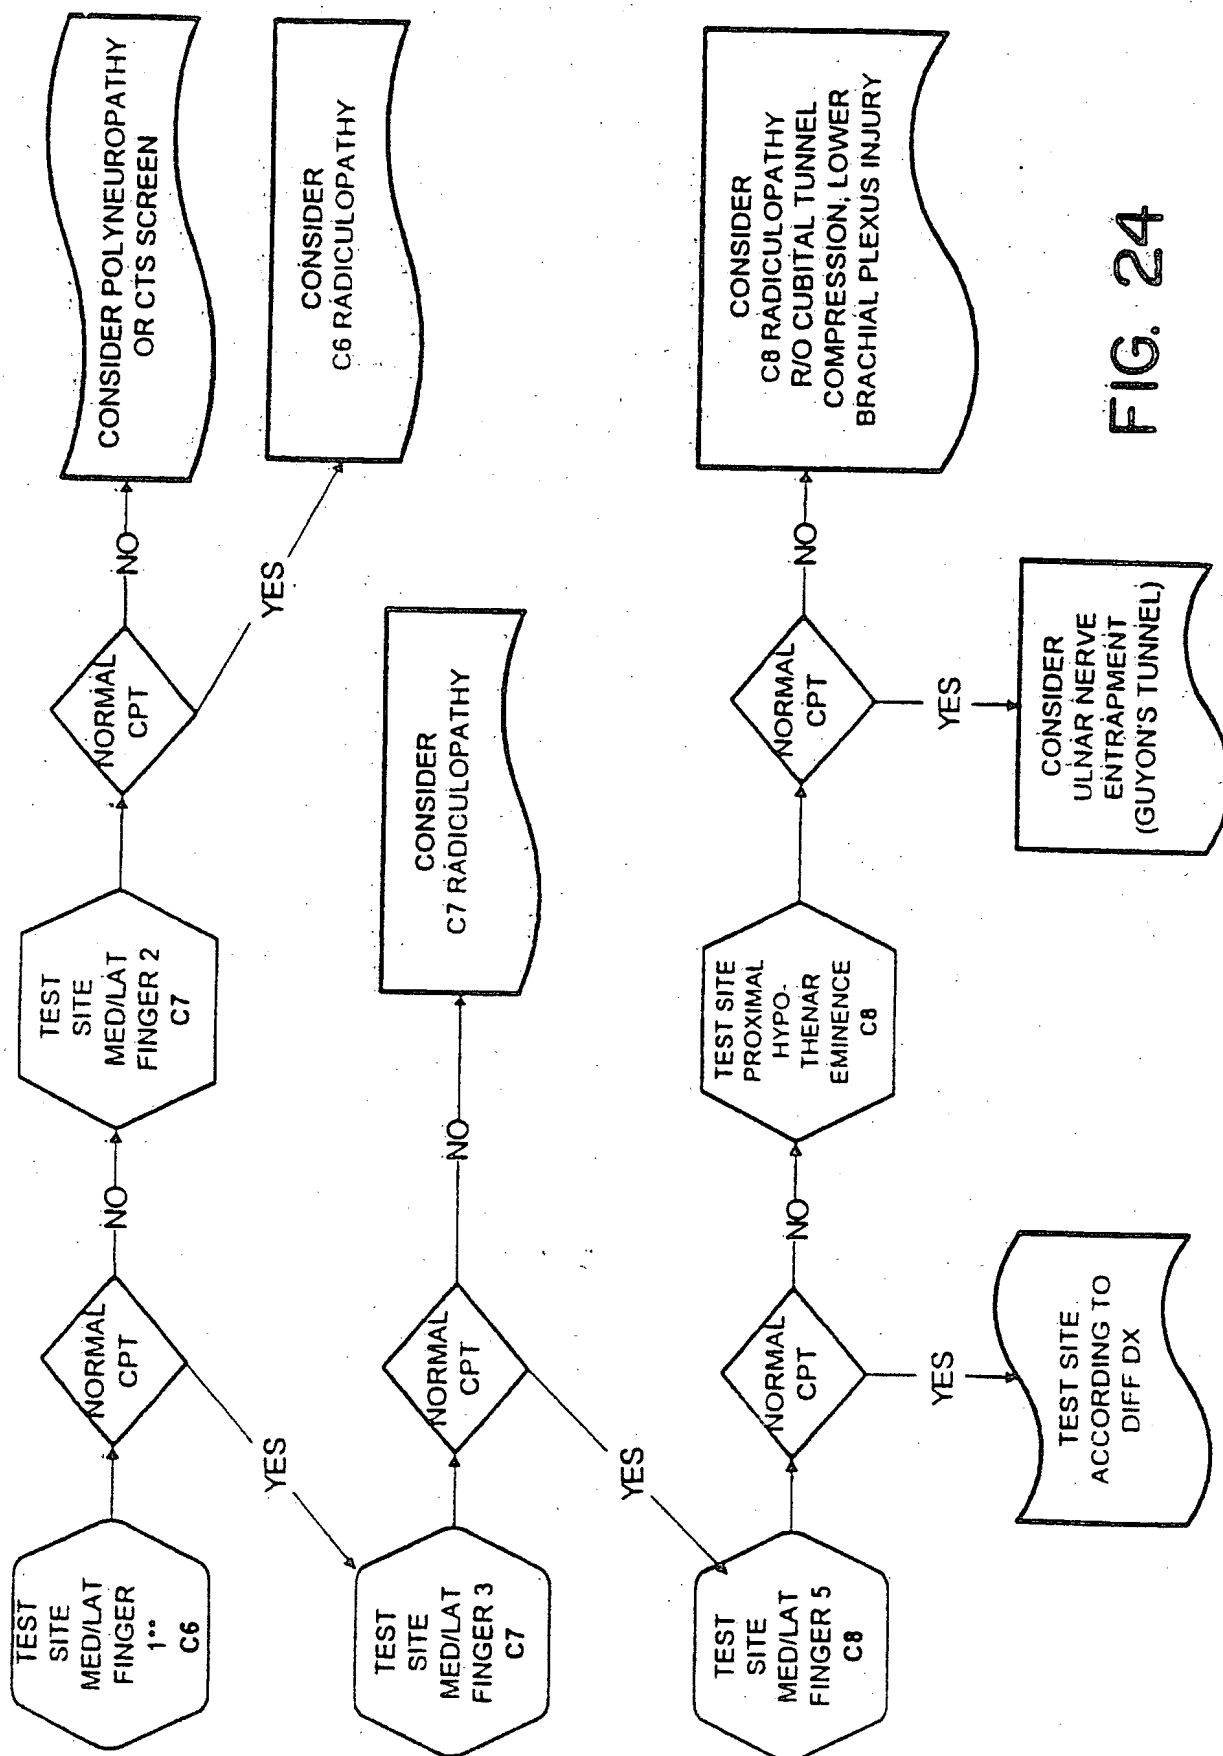 TEST
SITE
MED/LAT
FINGER
1**
C6
NORMAL
CPT
NO
YES
TEST
SITE
MED/LAT
FINGER 2
C7
NORMAL
CPT
NO
YES
CONSIDER POLYNEUROPATHY
OR CTS SCREEN
CONSIDER
C6 RADICULOPATHY
TEST
SITE
MED/LAT
FINGER 3
C7
NORMAL
CPT
NO
YES
CONSIDER
C7 RADICULOPATHY
TEST
SITE
MED/LAT
FINGER 5
C8
NORMAL
CPT
NO
YES
TEST SITE
ACCORDING TO
DIFF DX
TEST SITE
PROXIMAL
HYPO-
THENAR
EMINENCE
C8
NORMAL
CPT
NO
YES
CONSIDER
C8 RADICULOPATHY
R/O CUBITAL TUNNEL
COMPRESSION, LOWER
BRACHIAL PLEXUS INJURY
CONSIDER
ULNAR NERVE
ENTRAPMENT
(GUYON'S TUNNEL)
FIG. 24